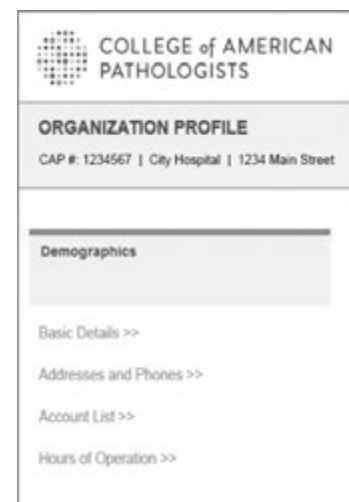 COLLEGE of AMERICAN
PATHOLOGISTS
ORGANIZATION PROFILE
CAP #: 1234567 | City Hospital | 1234 Main Street
Demographics
Basic Details >>
Addresses and Phones >>
Account List >>
Hours of Operation >>